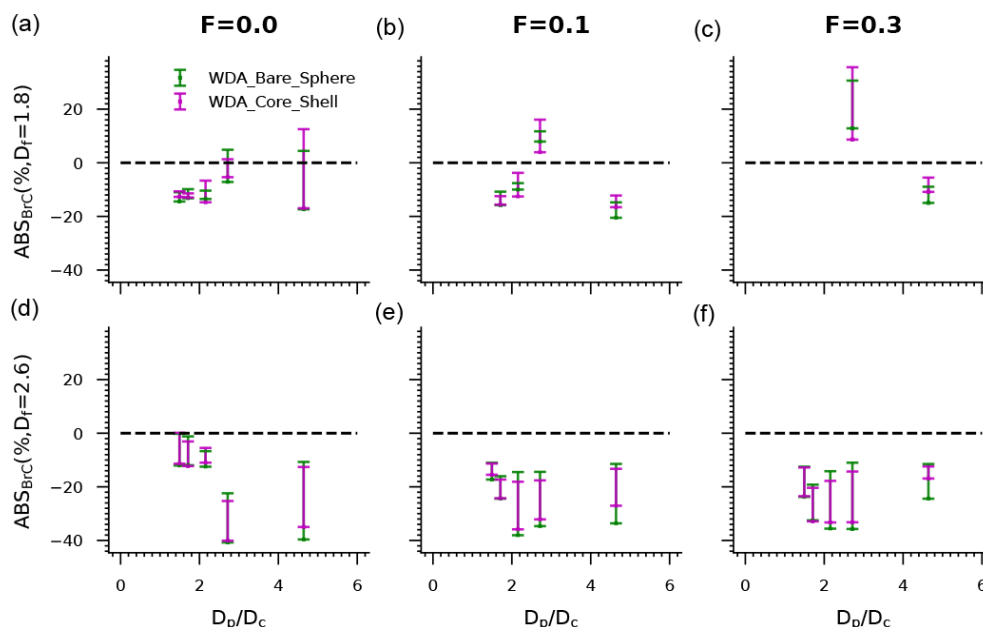 (a) F=0.0 (b) F=0.1 (c) F=0.3
WDA_Bare_Sphere
WDA_Core_Shell
20
0
−20
−40
ABS_BrC(%,D_f=1.8)
(d) (e) (f)
20
0
−20
−40
ABS_BrC(%,D_f=2.6)
0 2 4 6 0 2 4 6 0 2 4 6
D_p/D_c D_p/D_c D_p/D_c